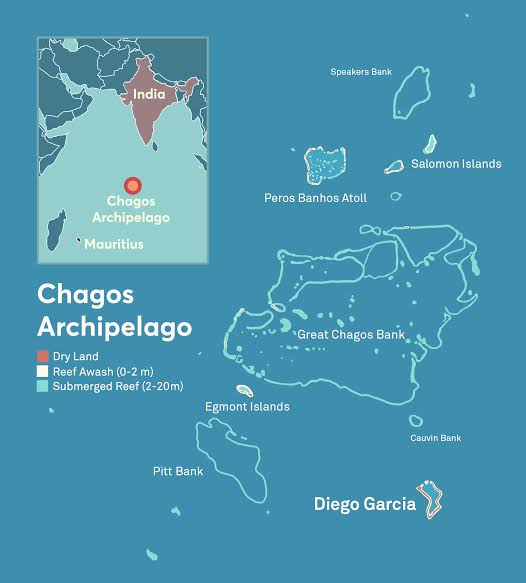 India
Chagos
Archipelago
Mauritius
Chagos
Archipelago
Dry Land
Reef Awash (0-2 m)
Submerged Reef (2-20m)
Speakers Bank
Salomon Islands
Peros Banhos Atoll
Great Chagos Bank
Egmont Islands
Cauvin Bank
Pitt Bank
Diego Garcia